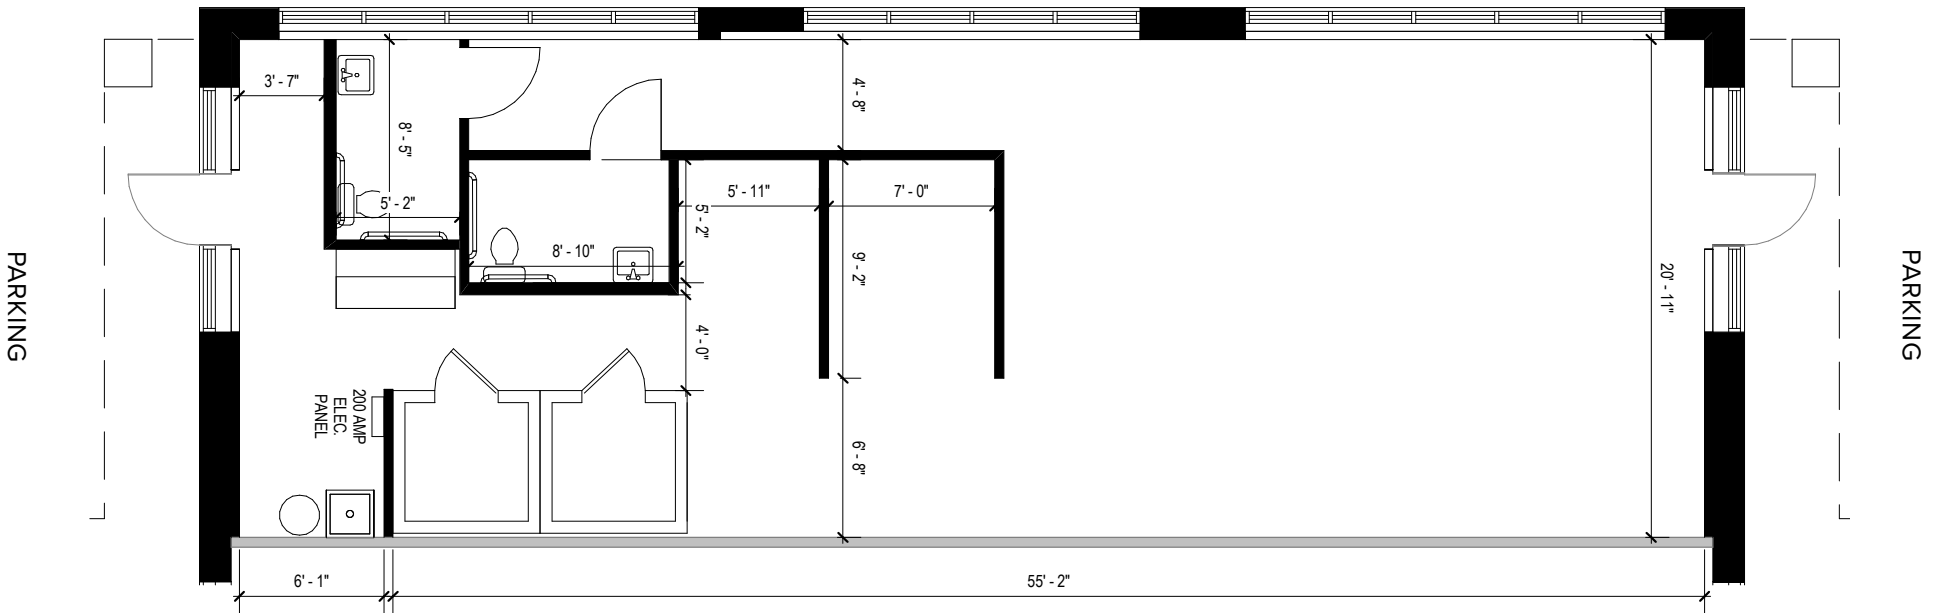 3' - 7"
8' - 5"
5' - 2"
8' - 10"
5' - 2"
4' - 0"
5' - 11"
7' - 0"
4' - 8"
9' - 2"
6' - 8"
20' - 11"
PARKING
PARKING
200 AMP
ELEC.
PANEL
6' - 1"
55' - 2"